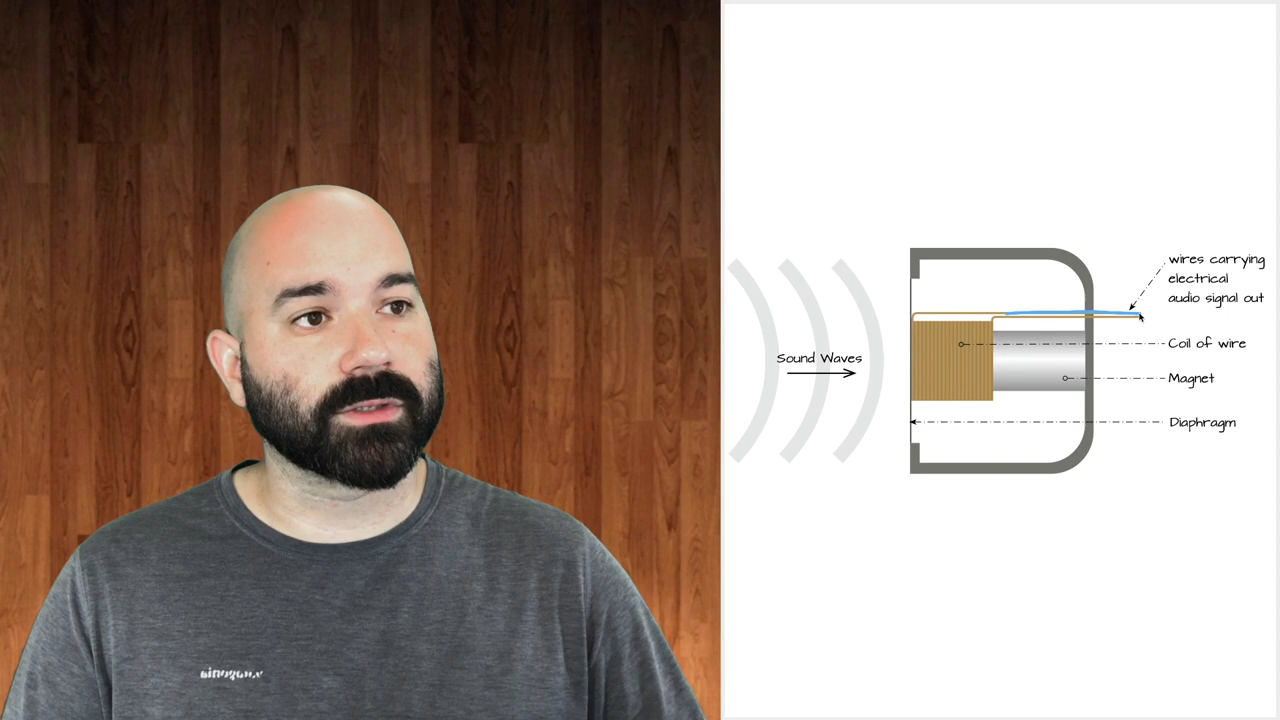 wires carrying
electrical
audio signal out
Sound Waves
Coil of wire
Magnet
Diaphragm